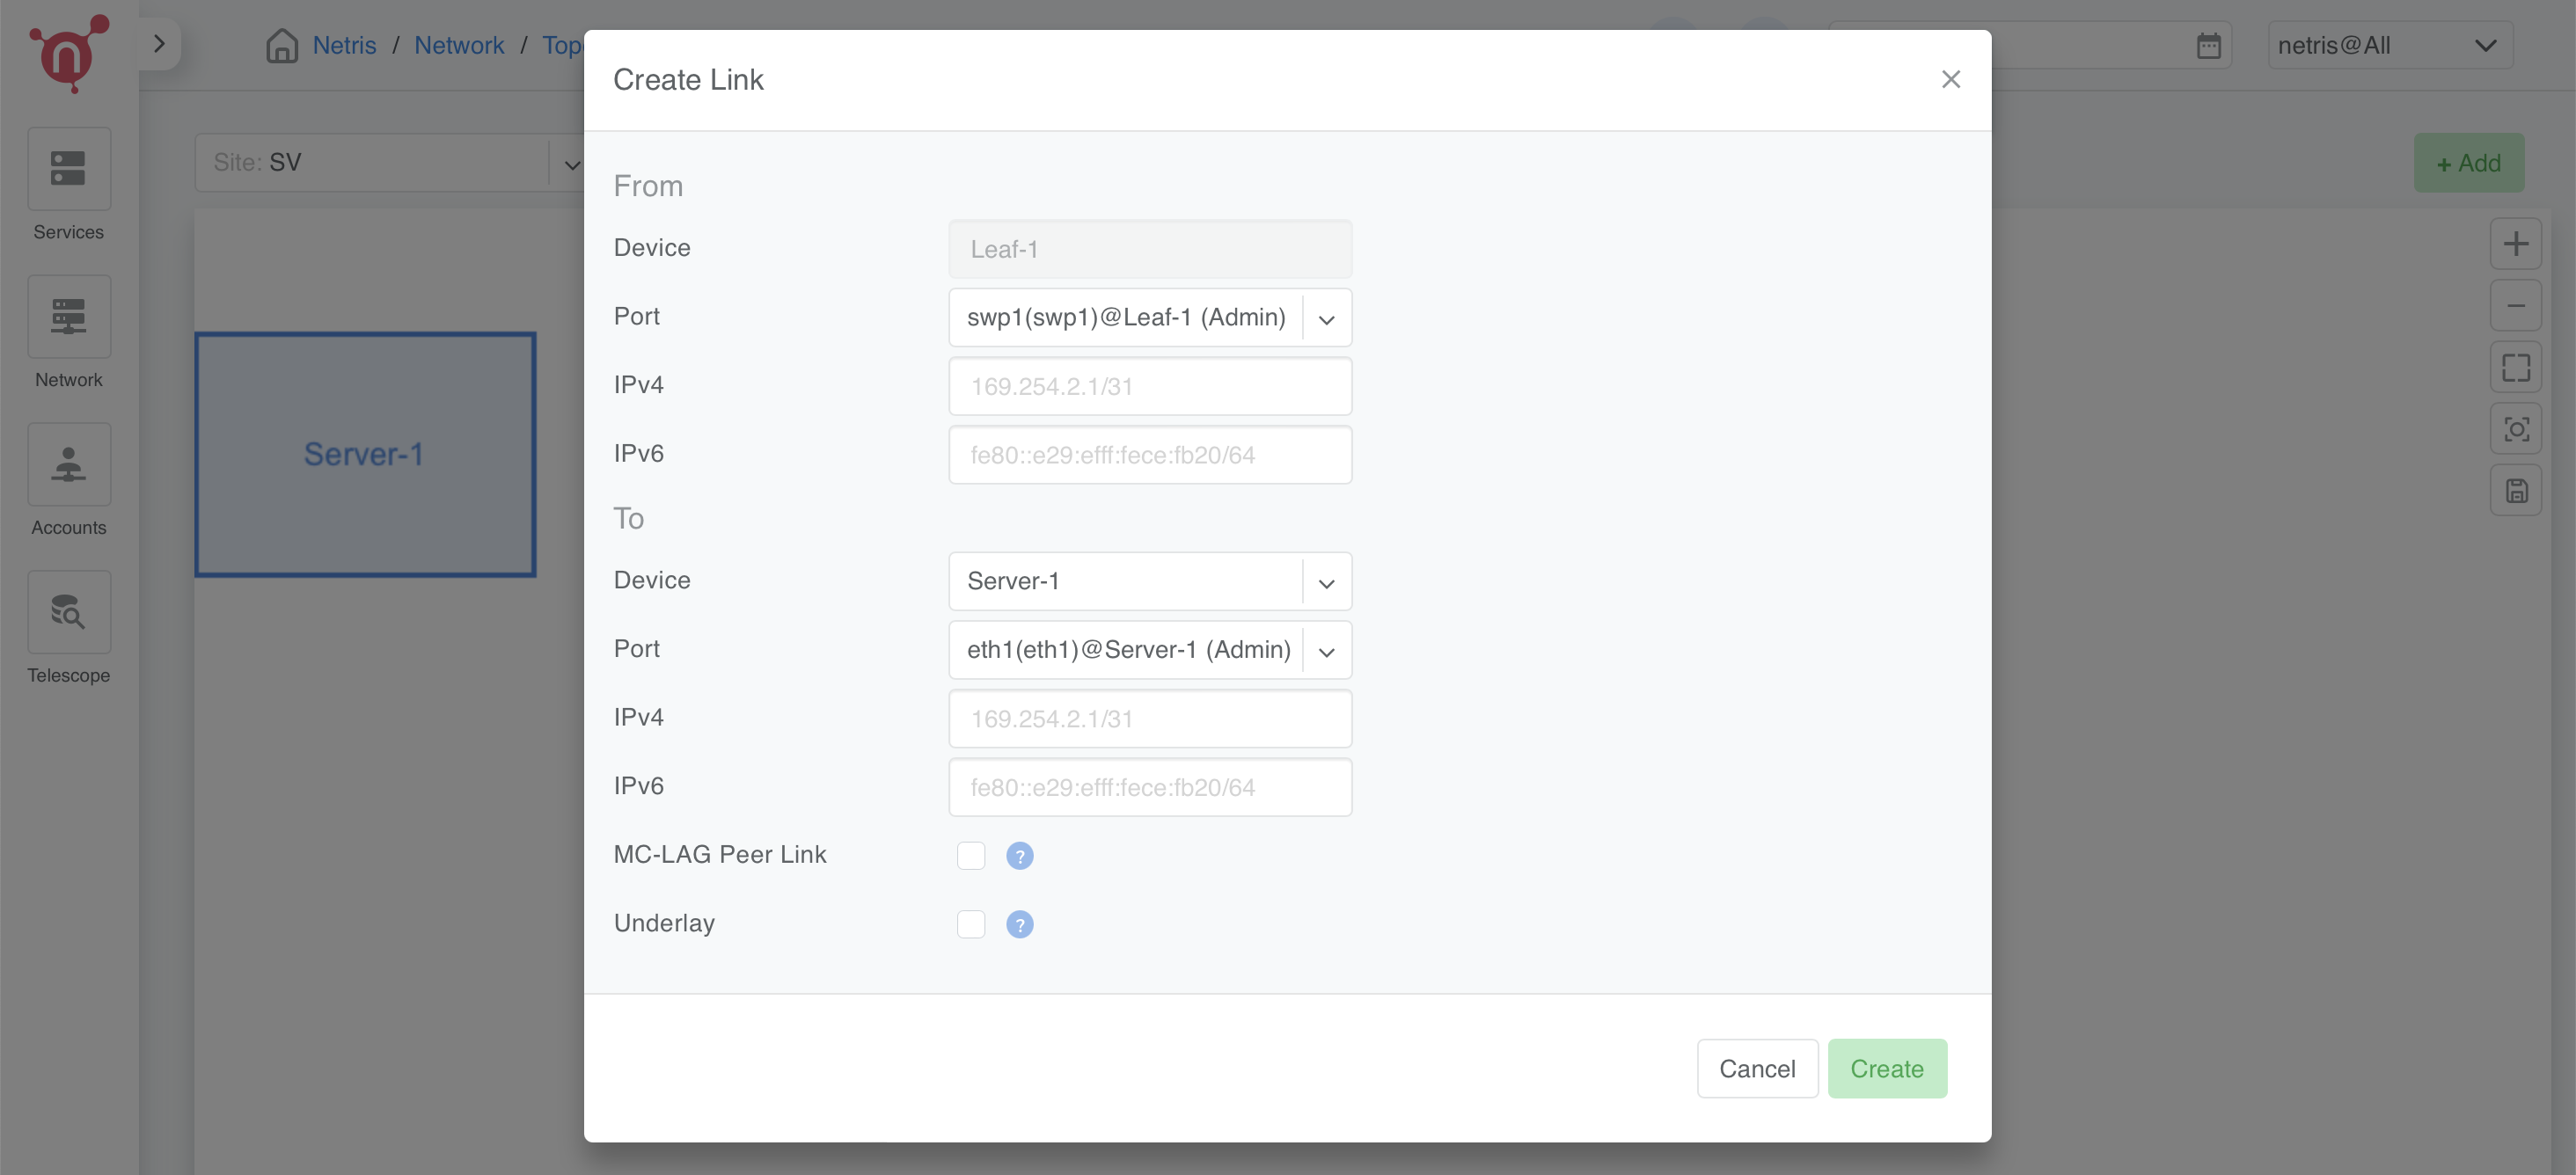 Netris / Network / Top
netris@All
Create Link
Site: SV
+ Add
Services
Network
Accounts
Telescope
Server-1
From
Device
Leaf-1
Port
swp1(swp1)@Leaf-1 (Admin)
IPv4
169.254.2.1/31
IPv6
fe80::e29:efff:fece:fb20/64
To
Device
Server-1
Port
eth1(eth1)@Server-1 (Admin)
IPv4
169.254.2.1/31
IPv6
fe80::e29:efff:fece:fb20/64
MC-LAG Peer Link
?
Underlay
?
Cancel
Create